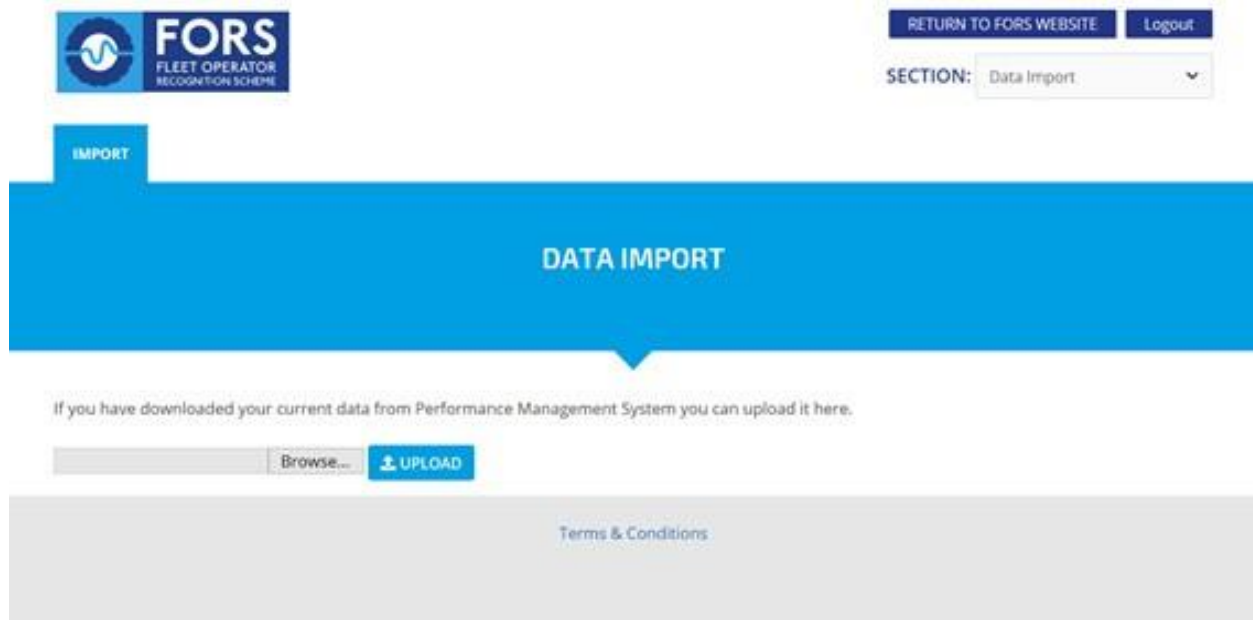 FORS
FLEET OPERATOR
RECOGNITION SCHEME
RETURN TO FORS WEBSITE
Logout
SECTION: Data Import
IMPORT
DATA IMPORT
If you have downloaded your current data from Performance Management System you can upload it here.
Browse... UPLOAD
Terms & Conditions